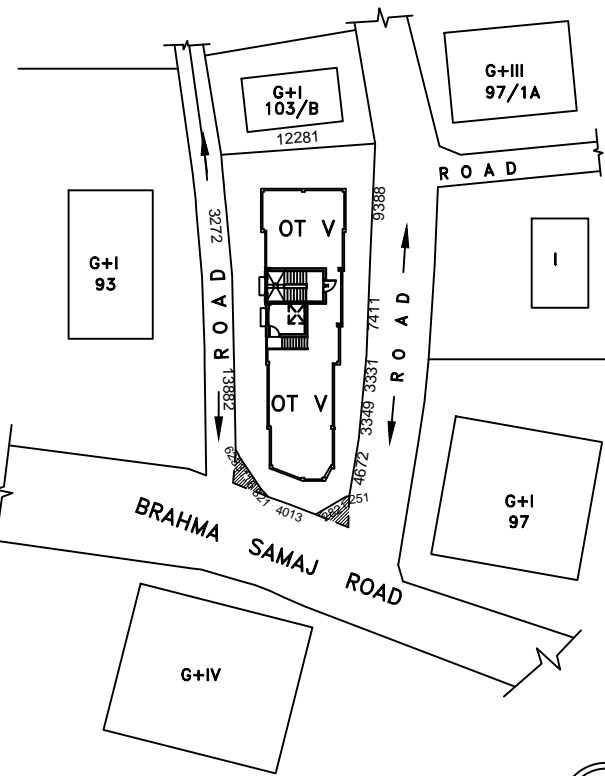 G+III
97/1A
G+I
103/B
12281
ROAD
9388
3272
OT V
G+I
93
I
ROAD
7411
ROAD
3331
13882
OT V
3349
4672
4013
251
G+I
97
BRAHMA SAMAJ ROAD
G+IV